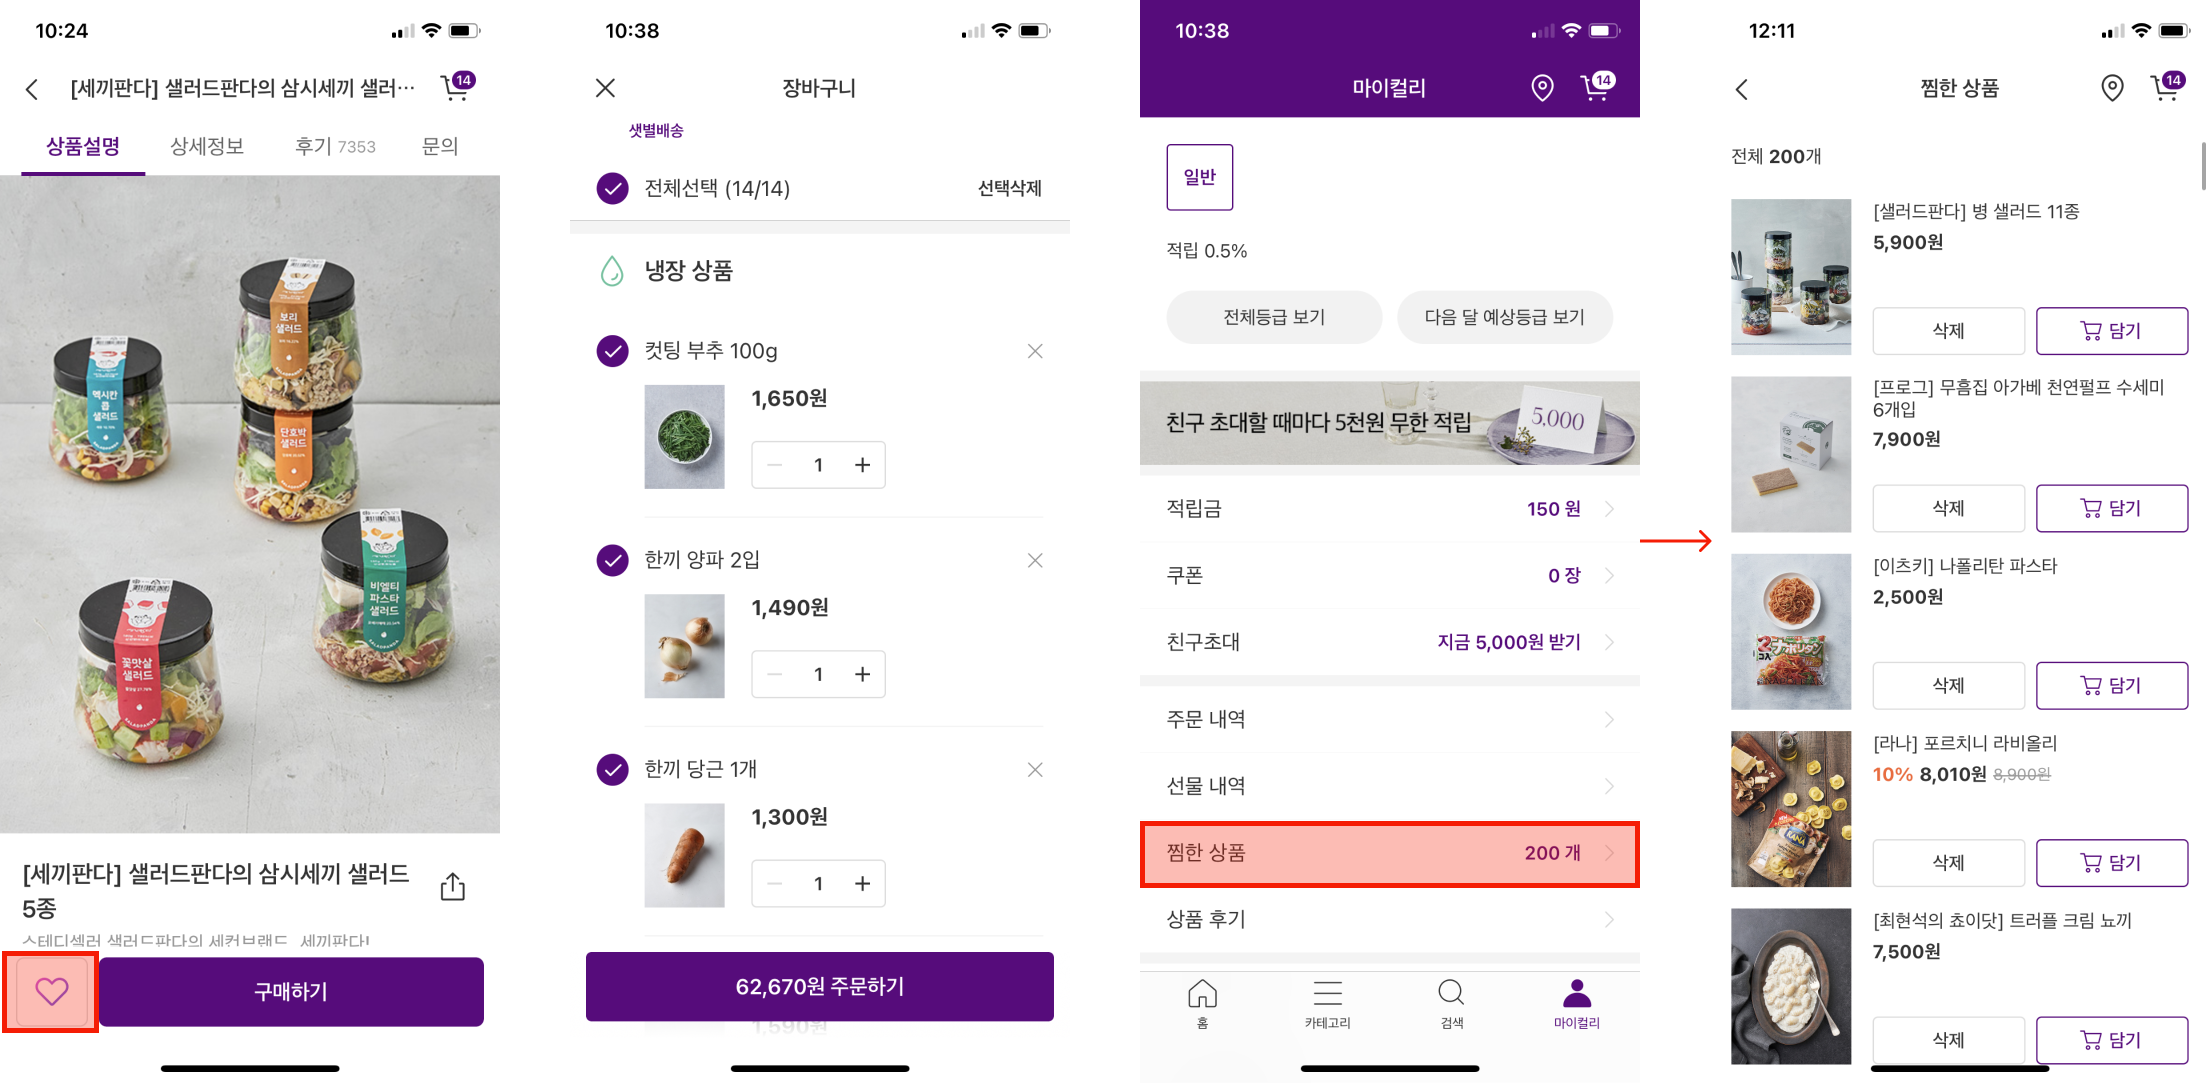 10:24
[세끼판다] 샐러드판다의 삼시세끼 샐러···
14
상품설명
상세정보
후기 7353
문의
보리
샐러드
멕시칸
콥
샐러드
단호박
샐러드
비엘티
파스타
샐러드
꽃맛살
샐러드
[세끼판다] 샐러드판다의 삼시세끼 샐러드
5종
스테디셀러 샐러드판다의 세컨브랜드, 세끼판다!
구매하기
10:38
장바구니
샛별배송
전체선택 (14/14)
선택삭제
냉장 상품
컷팅 부추 100g
1,650원
1
한끼 양파 2입
1,490원
1
한끼 당근 1개
1,300원
1
62,670원 주문하기
1,590원
10:38
마이컬리
14
일반
적립 0.5%
전체등급 보기
다음 달 예상등급 보기
친구 초대할 때마다 5천원 무한 적립
5,000
적립금
150 원
쿠폰
0 장
친구초대
지금 5,000원 받기
주문 내역
선물 내역
찜한 상품
200 개
상품 후기
홈
카테고리
검색
마이컬리
12:11
찜한 상품
14
전체 200개
[샐러드판다] 병 샐러드 11종
5,900원
삭제
담기
[프로그] 무흠집 아가베 천연펄프 수세미
6개입
7,900원
삭제
담기
[이츠키] 나폴리탄 파스타
2,500원
삭제
담기
[라나] 포르치니 라비올리
10% 8,010원 8,900원
RANA
삭제
담기
[최현석의 쵸이닷] 트러플 크림 뇨끼
7,500원
삭제
담기